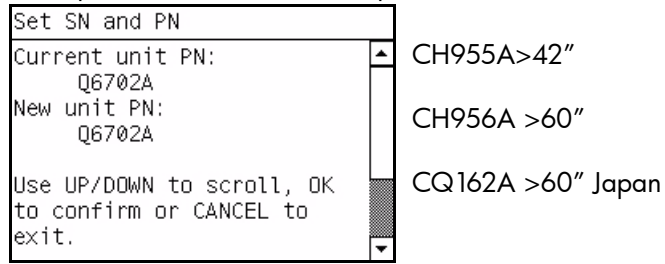 Set SN and PN
Current unit PN:
Q6702A
New unit PN:
Q6702A
Use UP/DOWN to scroll, OK
to confirm or CANCEL to
exit.
CH955A>42"
CH956A >60"
CQ162A >60" Japan